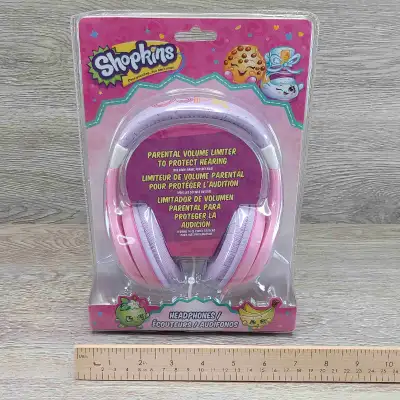 Shopkins
PARENTAL VOLUME LIMITER
TO PROTECT HEARING
LIMITEUR DE VOLUME PARENTAL
POUR PROTÉGER L'AUDITION
LIMITADOR DE VOLUMEN
PARENTAL PARA
PROTEGER LA
AUDICIÓN
HEADPHONES /
ÉCOUTEURS / AUDÍFONOS
1 2 3 4 5 6 7 8 9 10